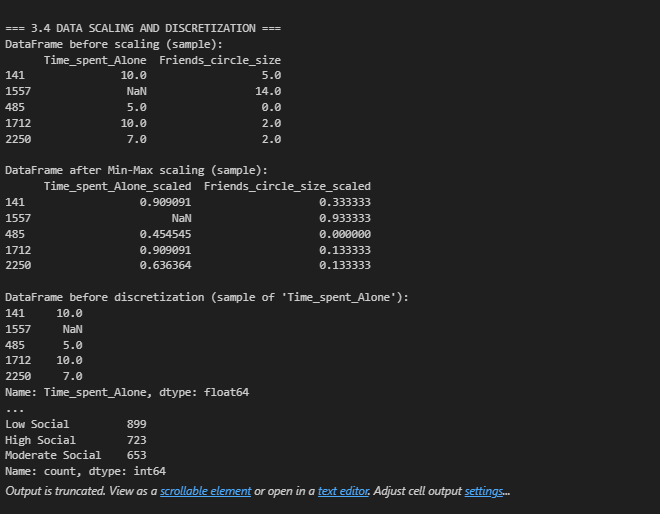 === 3.4 DATA SCALING AND DISCRETIZATION ===
DataFrame before scaling (sample):
      Time_spent_Alone  Friends_circle_size
141               10.0                  5.0
1557               NaN                 14.0
485                5.0                  0.0
1712              10.0                  2.0
2250               7.0                  2.0
DataFrame after Min-Max scaling (sample):
      Time_spent_Alone_scaled  Friends_circle_size_scaled
141                  0.909091                    0.333333
1557                      NaN                    0.933333
485                  0.454545                    0.000000
1712                 0.909091                    0.133333
2250                 0.636364                    0.133333
DataFrame before discretization (sample of 'Time_spent_Alone'):
141     10.0
1557     NaN
485      5.0
1712    10.0
2250     7.0
Name: Time_spent_Alone, dtype: float64
...
Low Social         899
High Social        723
Moderate Social    653
Name: count, dtype: int64
Output is truncated. View as a scrollable element or open in a text editor. Adjust cell output settings...